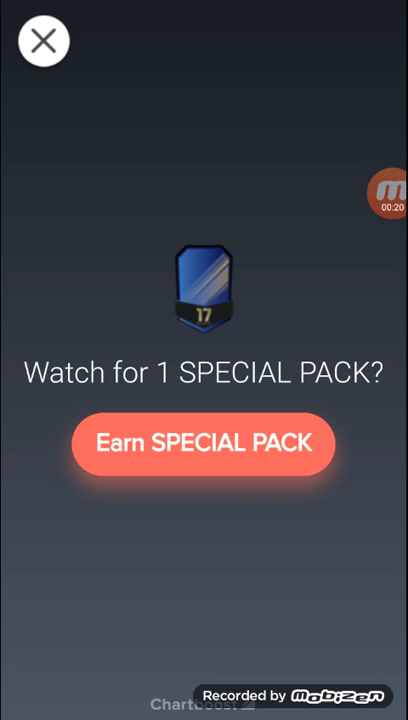 00:20
17
Watch for 1 SPECIAL PACK?
Earn SPECIAL PACK
Chartboost
Recorded by mobizen